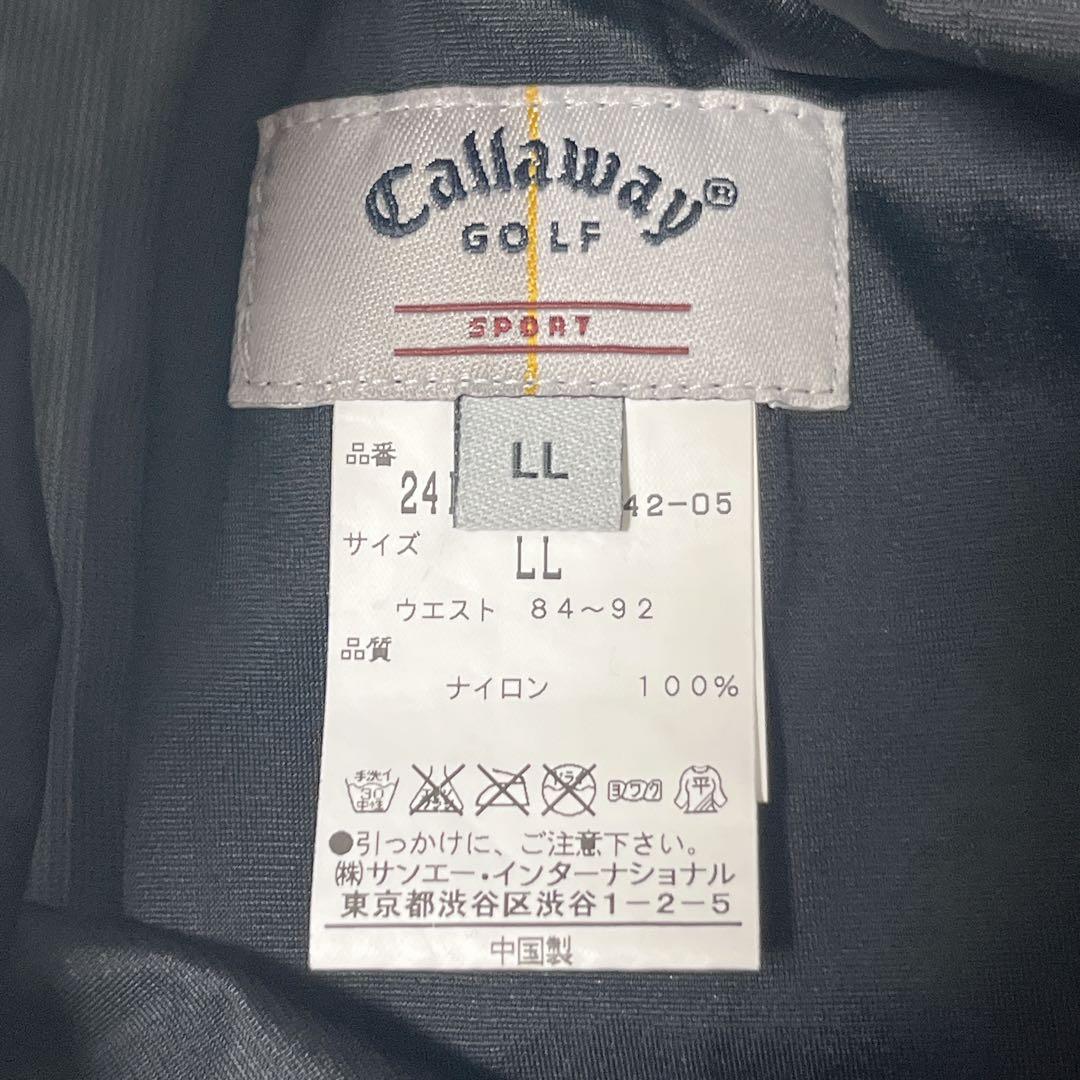 Callaway®
GOLF
SPORT
LL
品番
24 42-05
サイズ
LL
ウエスト 84～92
品質
ナイロン 100%
手洗イ
30
中性
ヨワク
平
●引っかけに、ご注意下さい。
㈱サンエー・インターナショナル
東京都渋谷区渋谷1-2-5
中国製